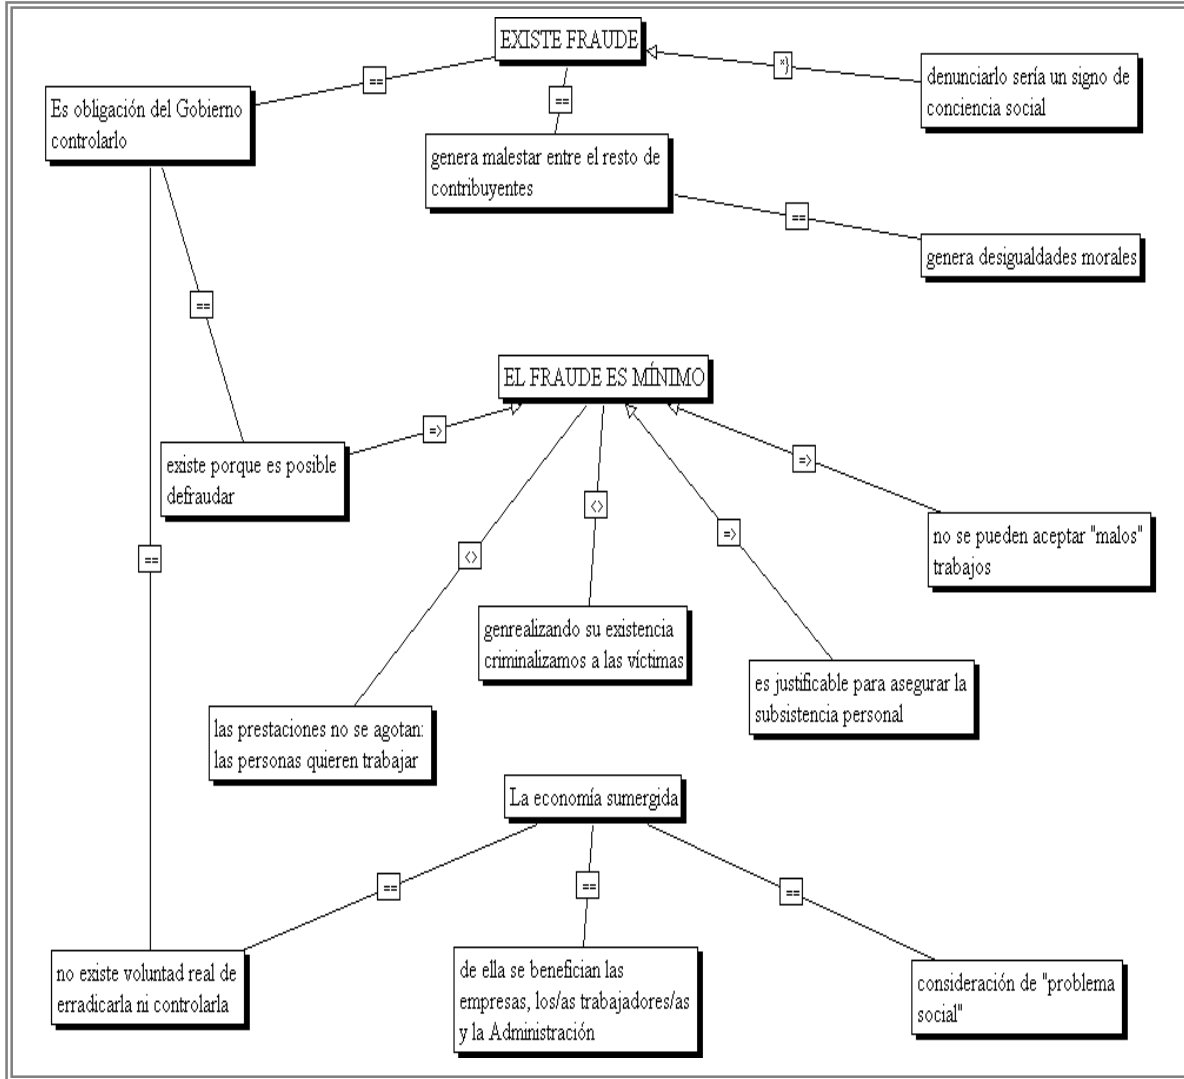 EXISTE FRAUDE
*}
denunciarlo sería un signo de
conciencia social
==
Es obligación del Gobierno
controlarlo
==
genera malestar entre el resto de
contribuyentes
==
genera desigualdades morales
==
EL FRAUDE ES MÍNIMO
=>
existe porque es posible
defraudar
=>
<>
<>
=>
no se pueden aceptar "malos"
trabajos
==
genrealizando su existencia
criminalizamos a las víctimas
es justificable para asegurar la
subsistencia personal
las prestaciones no se agotan:
las personas quieren trabajar
La economía sumergida
==
==
==
no existe voluntad real de
erradicarla ni controlarla
de ella se benefician las
empresas, los/as trabajadores/as
y la Administración
consideración de "problema
social"